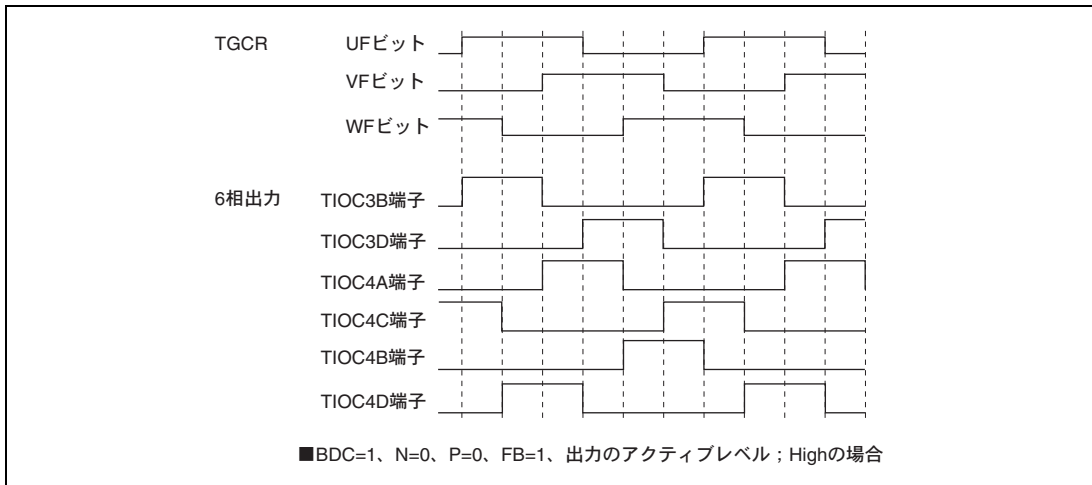 TGCR UFビット
VFビット
WFビット
6相出力 TIOC3B端子
TIOC3D端子
TIOC4A端子
TIOC4C端子
TIOC4B端子
TIOC4D端子
■BDC=1、N=0、P=0、FB=1、出力のアクティブレベル；Highの場合